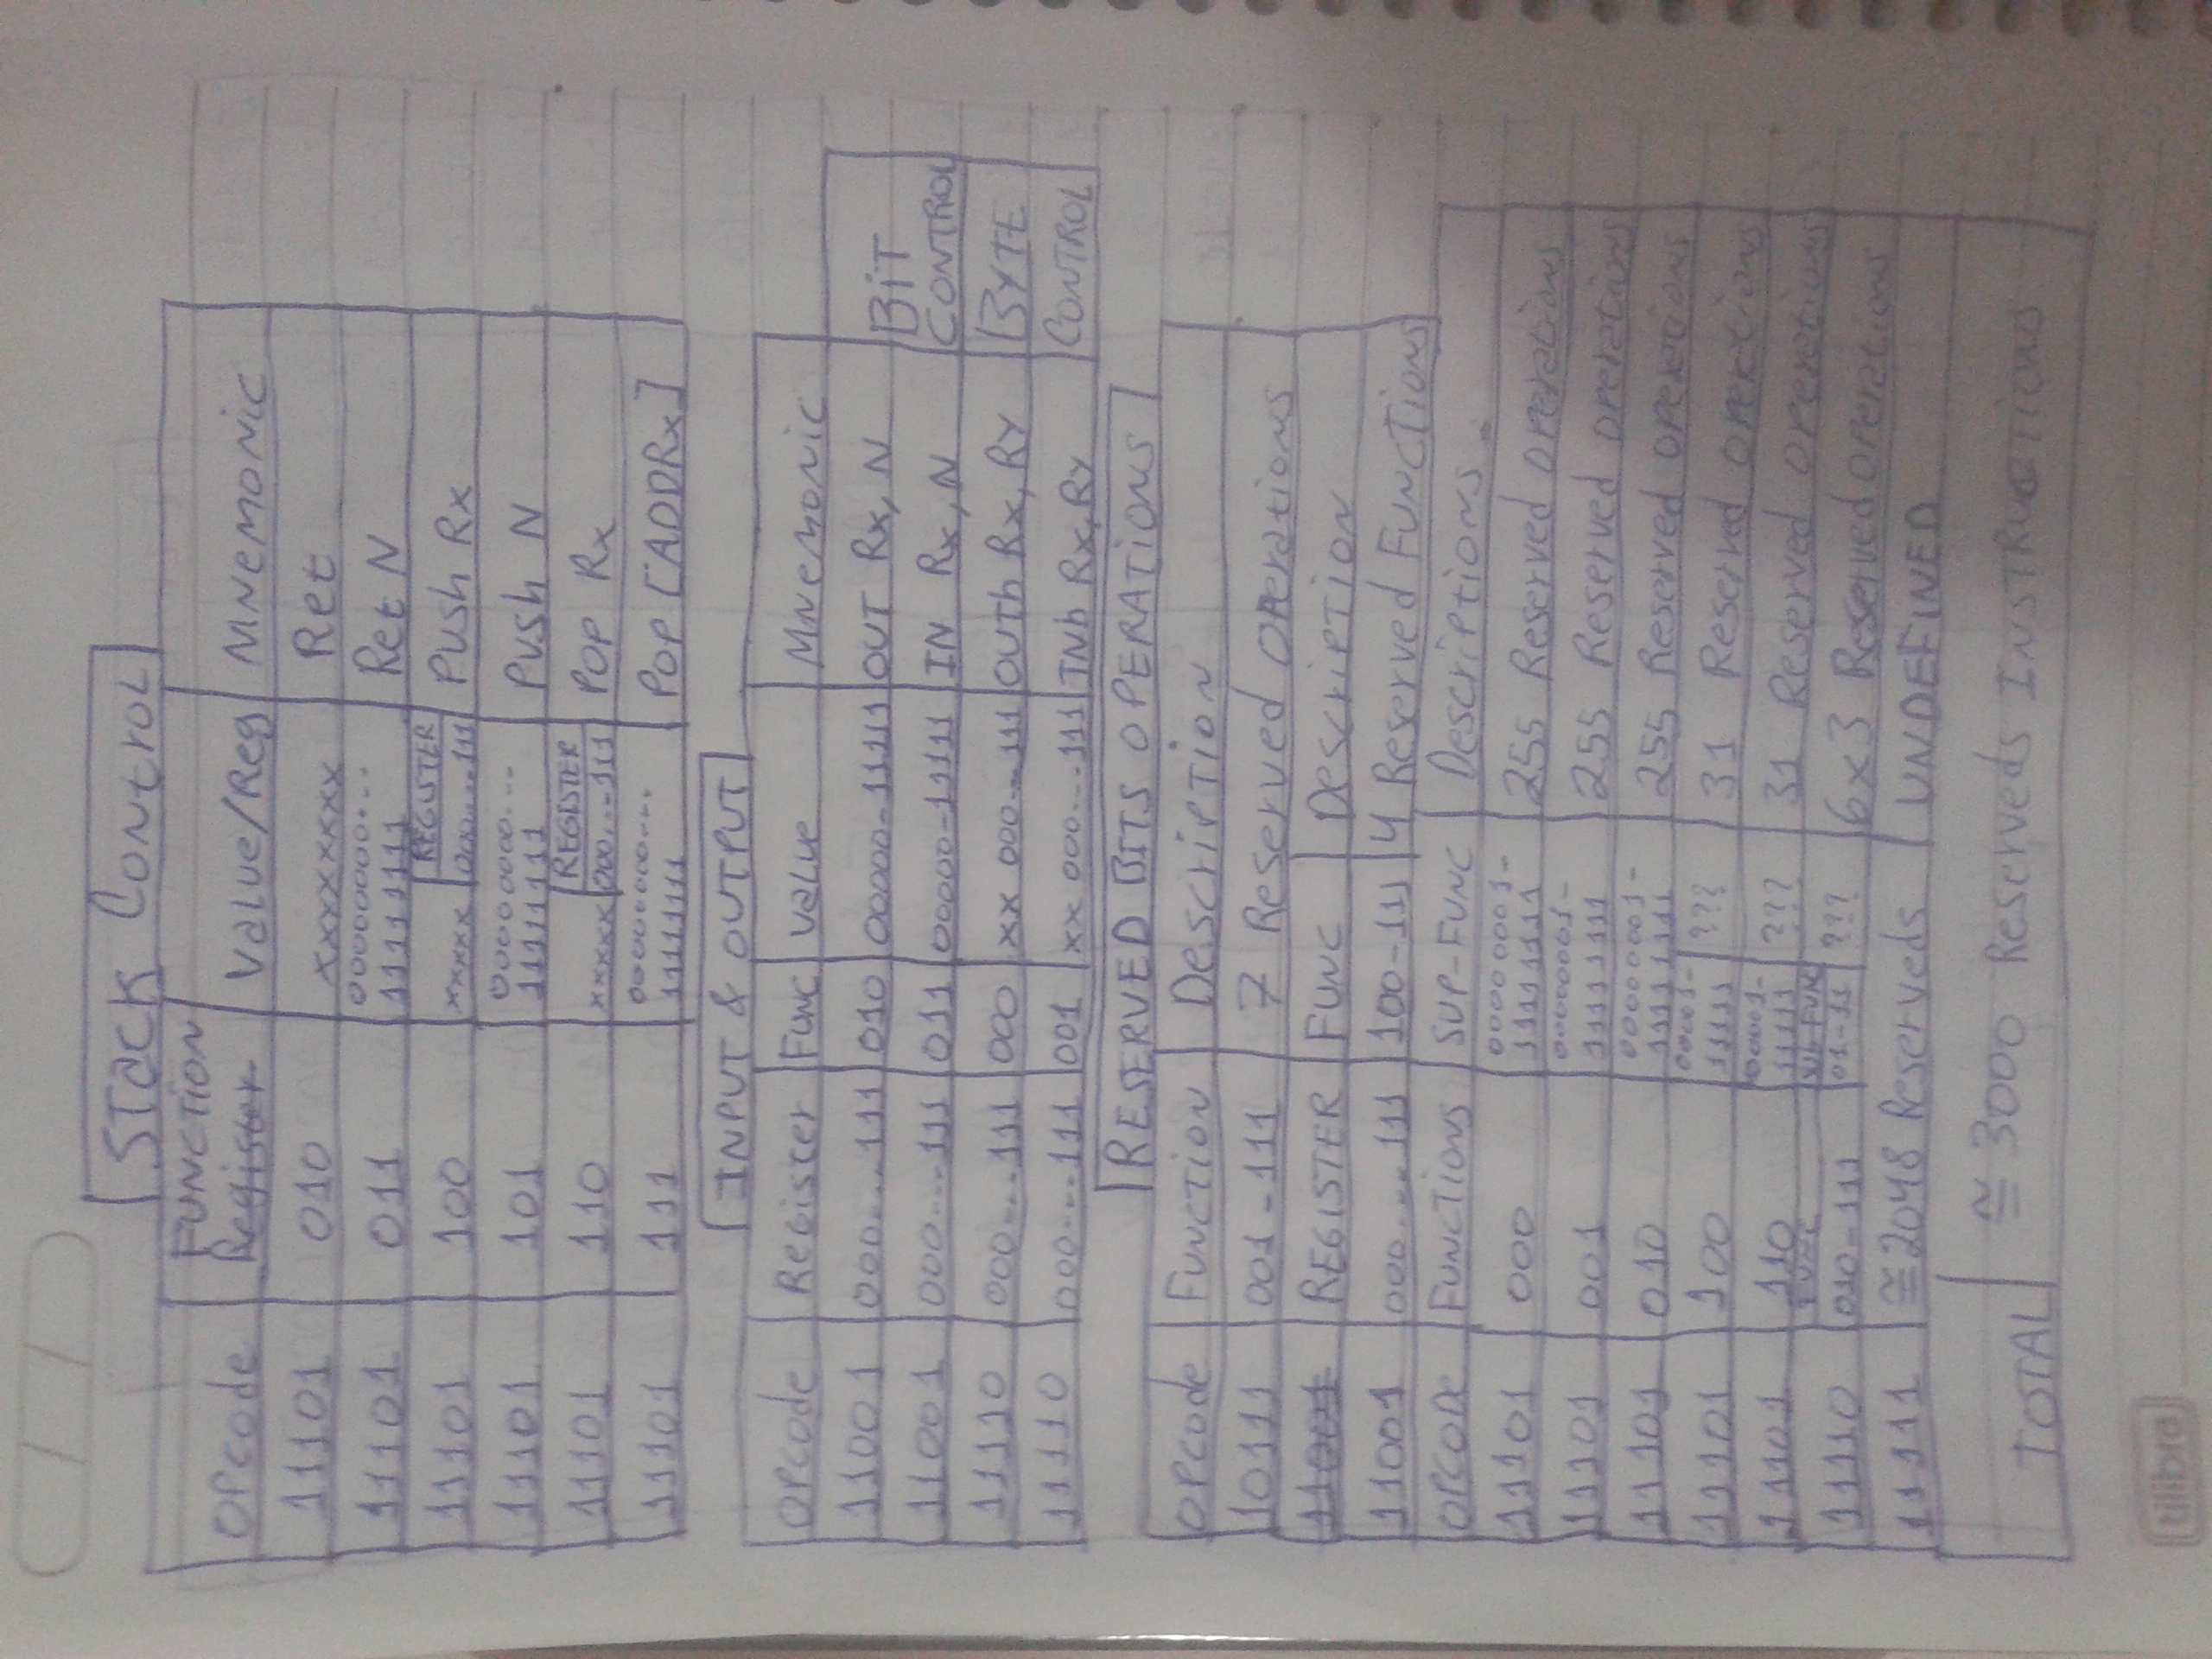 Stack Control
Opcode FUNCTION Register Value/Reg Mnemonic
11101 010 xxxxxxxx Ret
11101 011 00000000... 11111111 Ret N
11101 100 xxxxx REGISTER 000....111 Push Rx
11101 101 00000000... 11111111 Push N
11101 110 xxxxx REGISTER 000....111 Pop Rx
11101 111 00000000... 11111111 Pop [ADDRx]
INPUT & OUTPUT
Opcode Register Func Value Mnemonic
11001 000....111 010 00000-11111 OUT Rx, N BIT
11001 000....111 011 00000-11111 IN Rx, N CONTROL
11110 000....111 000 xx 000...111 OUTb Rx, RY BYTE
11110 000....111 001 xx 000....111 INb Rx, RY CONTROL
RESERVED BITS OPERATIONS
Opcode Function Description
10111 001-111 7 Reserved Operations
11001 REGISTER FUNC Description
11001 000....111 100-111 4 Reserved Functions
OPCODE FUNCTIONS SUP-FUNC Descriptions
11101 000 00000001- 11111111 255 Reserved Operations
11101 001 00000001- 11111111 255 Reserved operations
11101 010 00000001- 11111111 255 Reserved operations
11101 100 00001- 11111 ??? 31 Reserved operations
11101 110 00001- 11111 ??? 31 Reserved operations
FUNC SUB-FUNC
11110 010-111 01-11 ??? 6x3 Reserved Operations
11111 ≅2048 Reserveds UNDEFINED
TOTAL ≅ 3000 Reserveds INSTRUCTIONS
tilibra